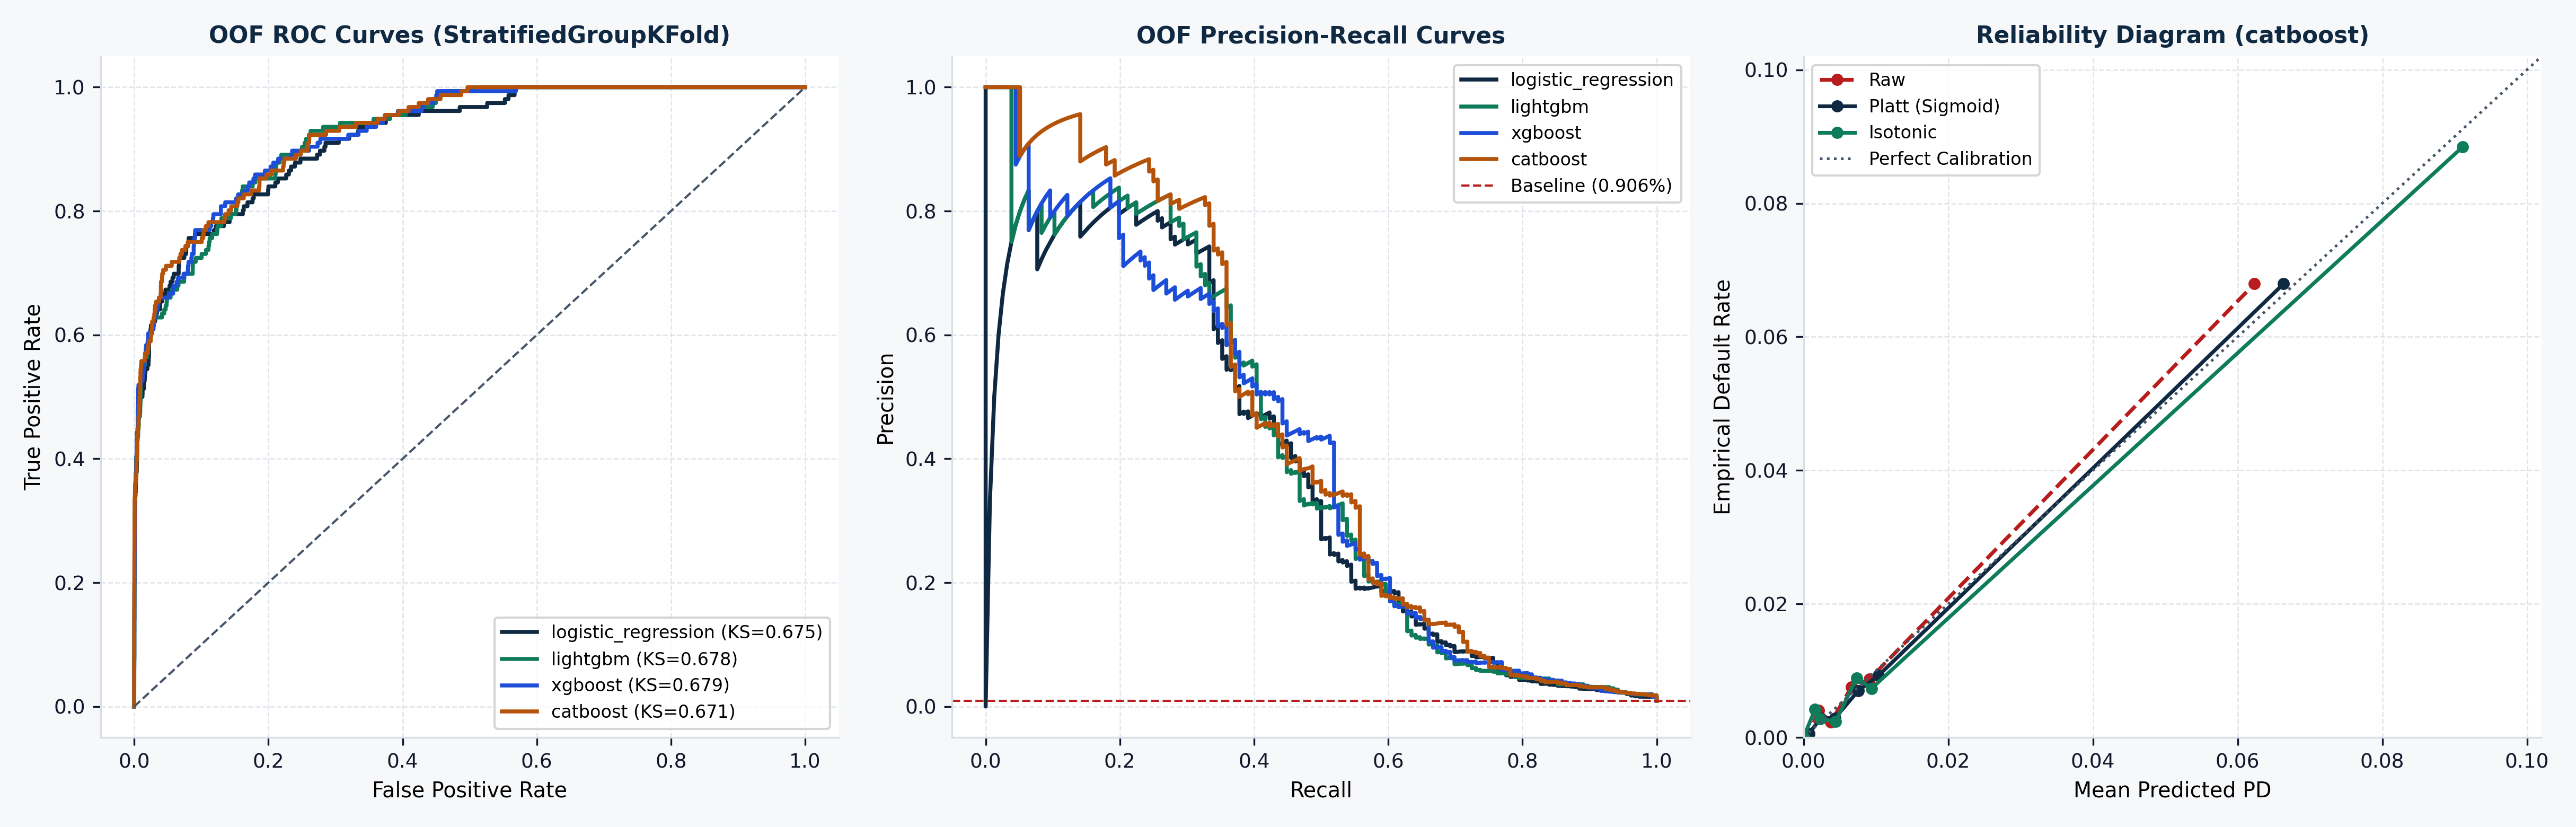 OOF ROC Curves (StratifiedGroupKFold)
True Positive Rate
1.0
0.8
0.6
0.4
0.2
0.0
logistic_regression (KS=0.675)
lightgbm (KS=0.678)
xgboost (KS=0.679)
catboost (KS=0.671)
0.0 0.2 0.4 0.6 0.8 1.0
False Positive Rate
OOF Precision-Recall Curves
Precision
1.0
0.8
0.6
0.4
0.2
0.0
logistic_regression
lightgbm
xgboost
catboost
Baseline (0.906%)
0.0 0.2 0.4 0.6 0.8 1.0
Recall
Reliability Diagram (catboost)
Empirical Default Rate
0.10
0.08
0.06
0.04
0.02
0.00
Raw
Platt (Sigmoid)
Isotonic
Perfect Calibration
0.00 0.02 0.04 0.06 0.08 0.10
Mean Predicted PD